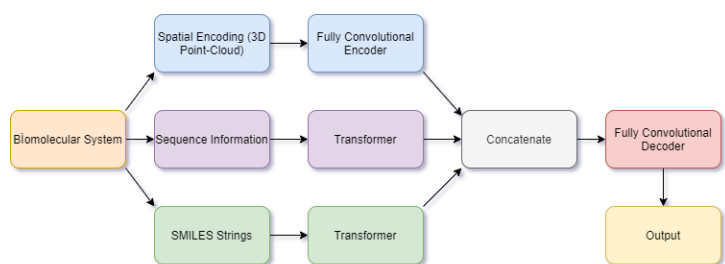 Spatial Encoding (3D
Point-Cloud)
Fully Convolutional
Encoder
Biomolecular System
Sequence Information
Transformer
Concatenate
Fully Convolutional
Decoder
SMILES Strings
Transformer
Output